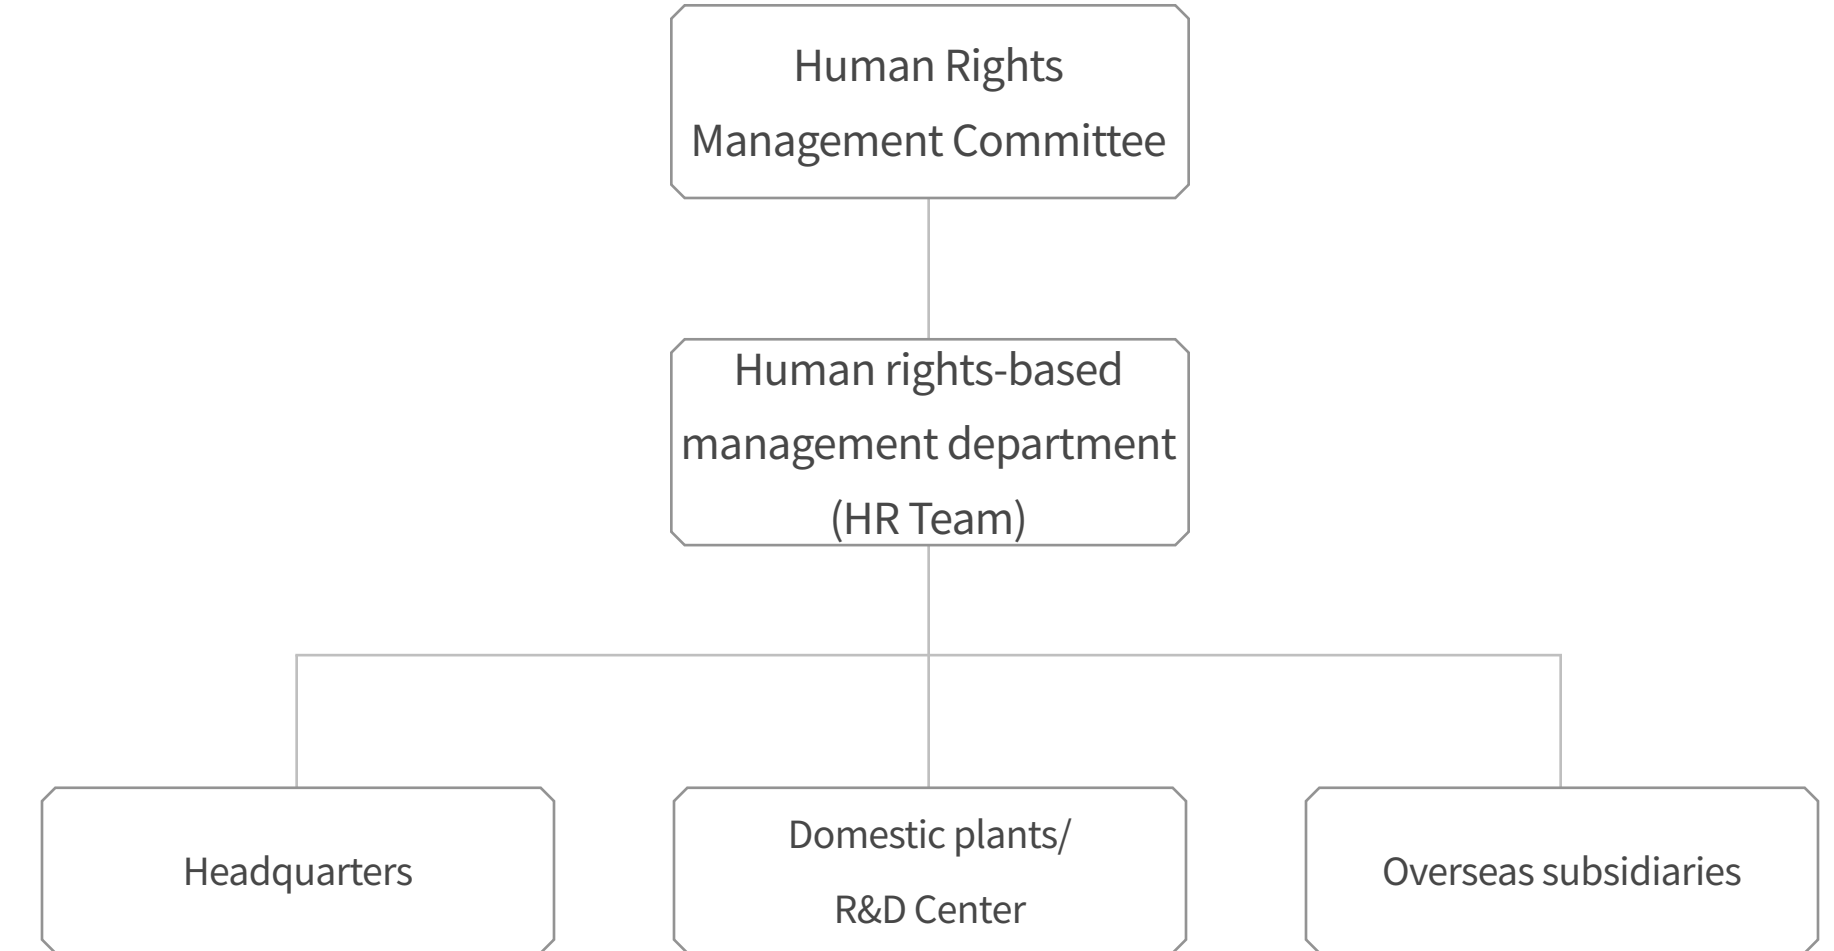 Human Rights
Management Committee
Human rights-based
management department
(HR Team)
Headquarters
Domestic plants/
R&D Center
Overseas subsidiaries